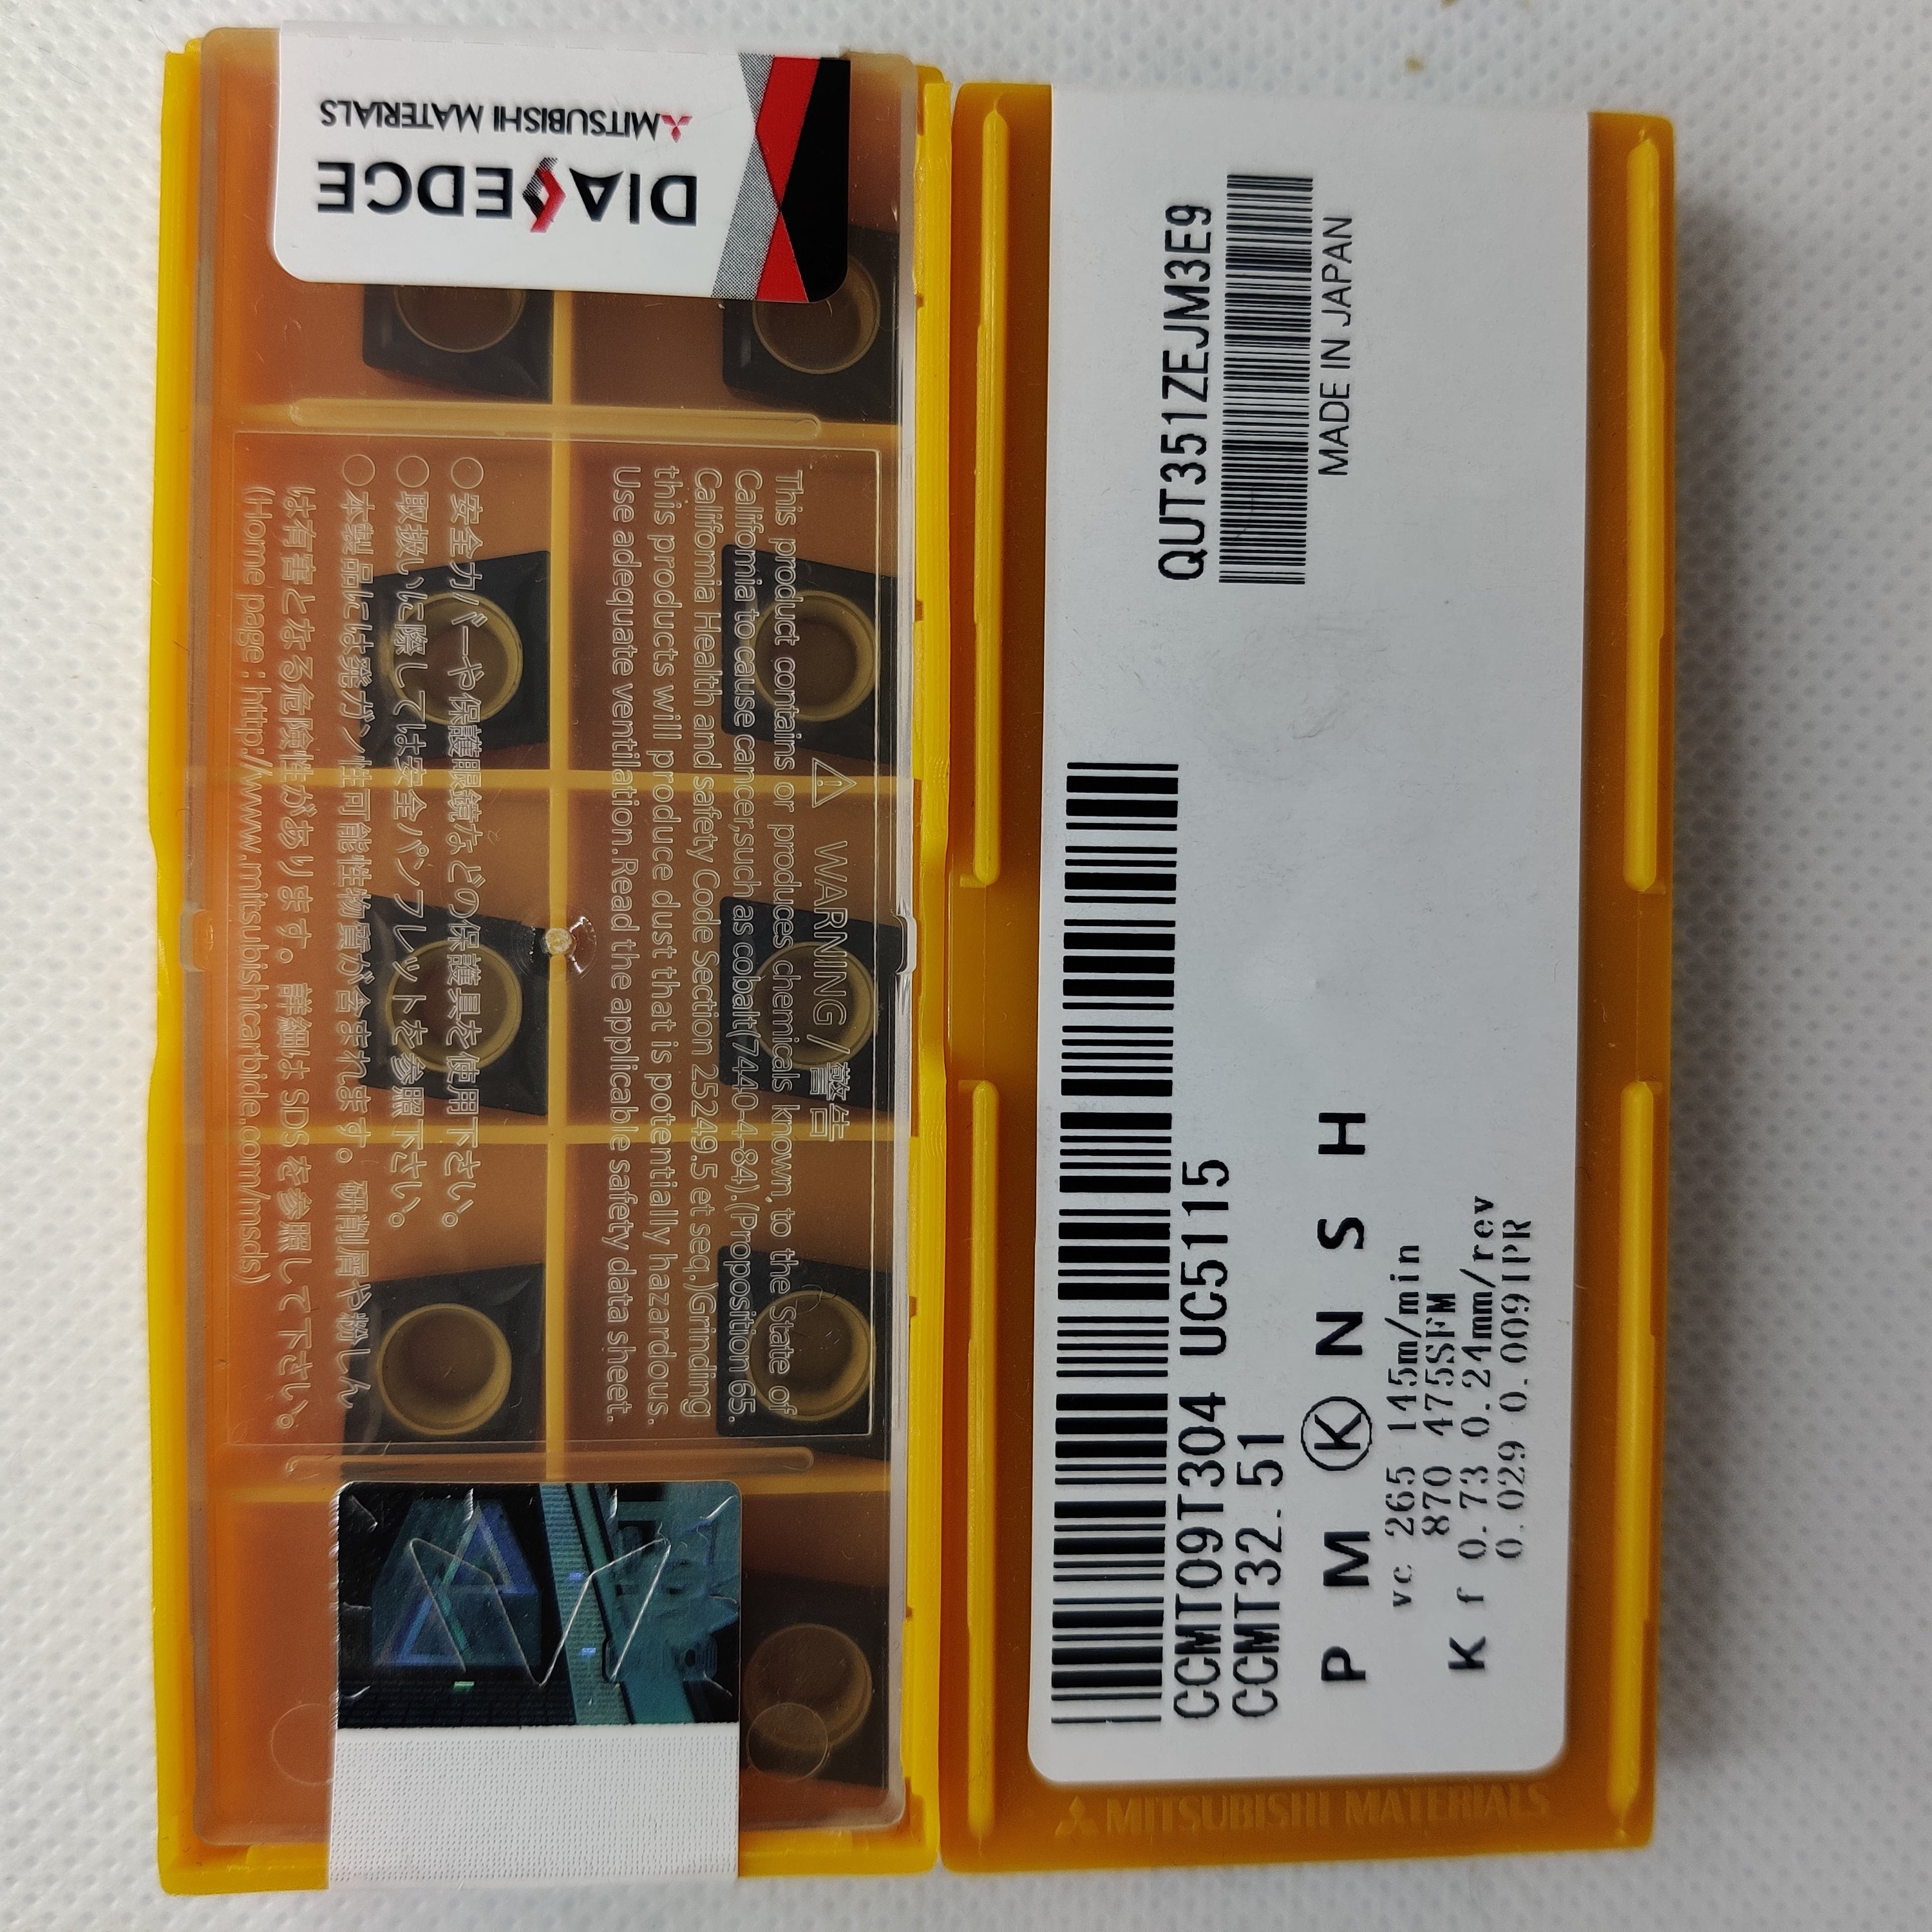 DIAEDGE
MITSUBISHI MATERIALS
⚠ WARNING / 警告
This product contains or produces chemicals known, to the State of
California to cause cancer,such as cobalt(7440-4-84).(Proposition 65.
California Health and safety Code Section 25249.5 et seq.)Grinding
this products will produce dust that is potentially hazardous.
Use adequate ventilation.Read the applicable safety data sheet.
○ 安全カバーや保護眼鏡などの保護具を使用下さい。
○ 取扱いに際しては安全パンフレットを参照下さい。
○ 本製品には発ガン性可能性物質が含まれます。研削屑や粉じん
は有害となる危険性があります。詳細は SDS を参照して下さい。
(Home page : http://www.mitsubishicarbide.com/msds)
QUT351ZEJM3E9
MADE IN JAPAN
CCMT09T304 UC5115
CCMT32.51
P M K N S H
vc 265 145m/min
870 475SFM
K f 0.73 0.24mm/rev
0.029 0.009IPR
MITSUBISHI MATERIALS